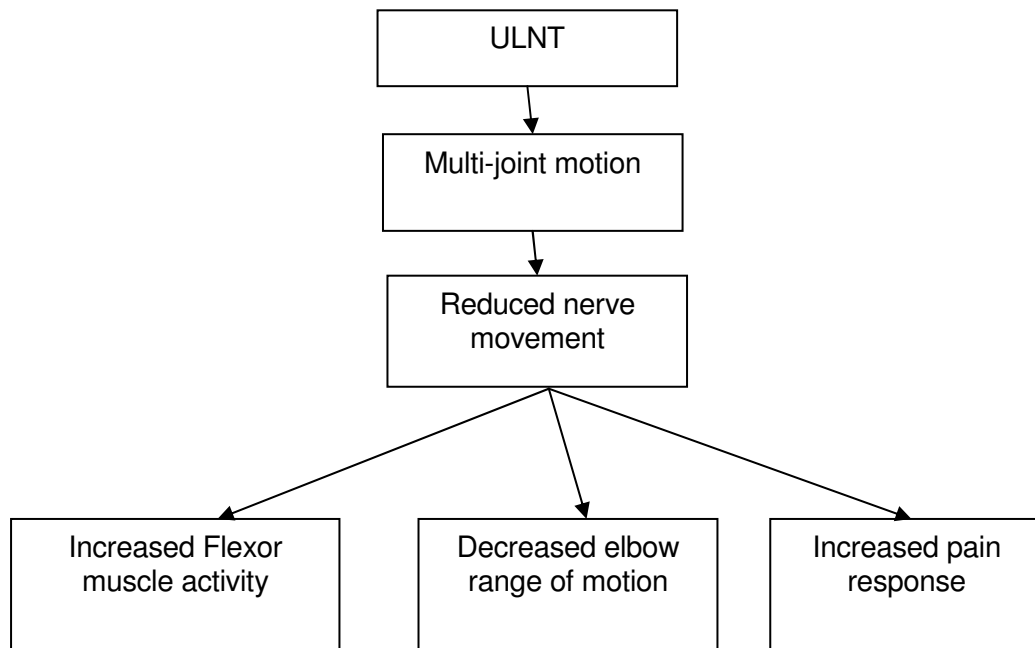 ULNT
Multi-joint motion
Reduced nerve
movement
Increased Flexor
muscle activity
Decreased elbow
range of motion
Increased pain
response